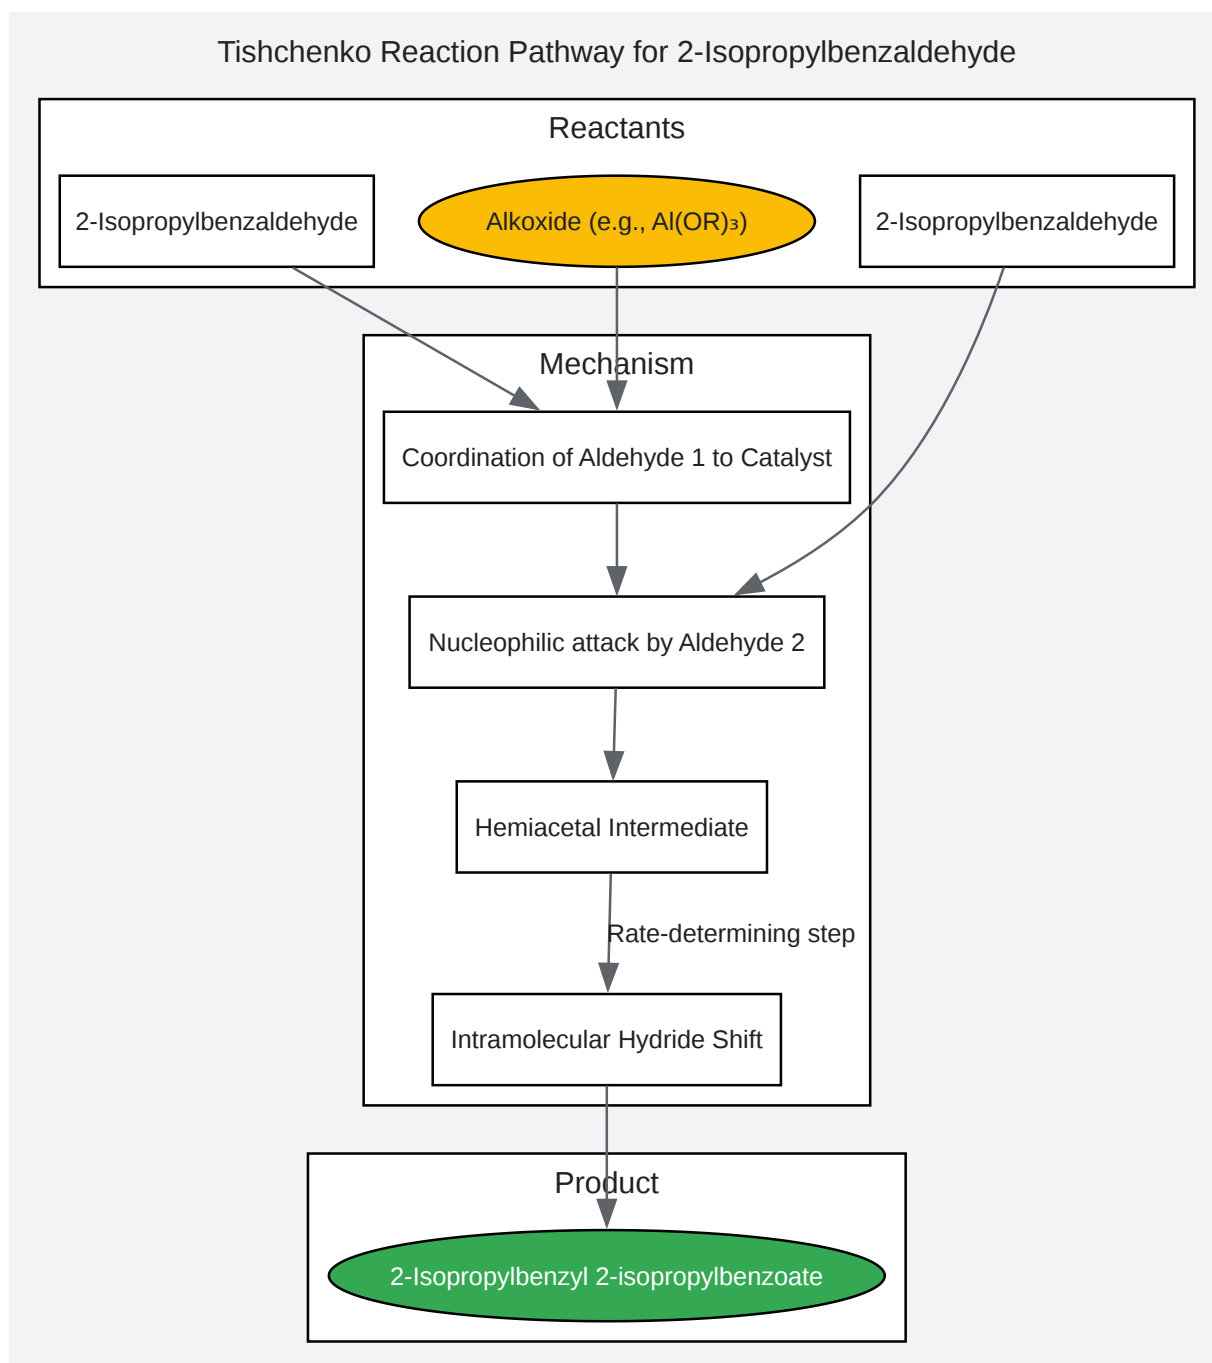 Tishchenko Reaction Pathway for 2-Isopropylbenzaldehyde
Reactants
2-Isopropylbenzaldehyde
Alkoxide (e.g., Al(OR)₃)
2-Isopropylbenzaldehyde
Mechanism
Coordination of Aldehyde 1 to Catalyst
Nucleophilic attack by Aldehyde 2
Hemiacetal Intermediate
Rate-determining step
Intramolecular Hydride Shift
Product
2-Isopropylbenzyl 2-isopropylbenzoate